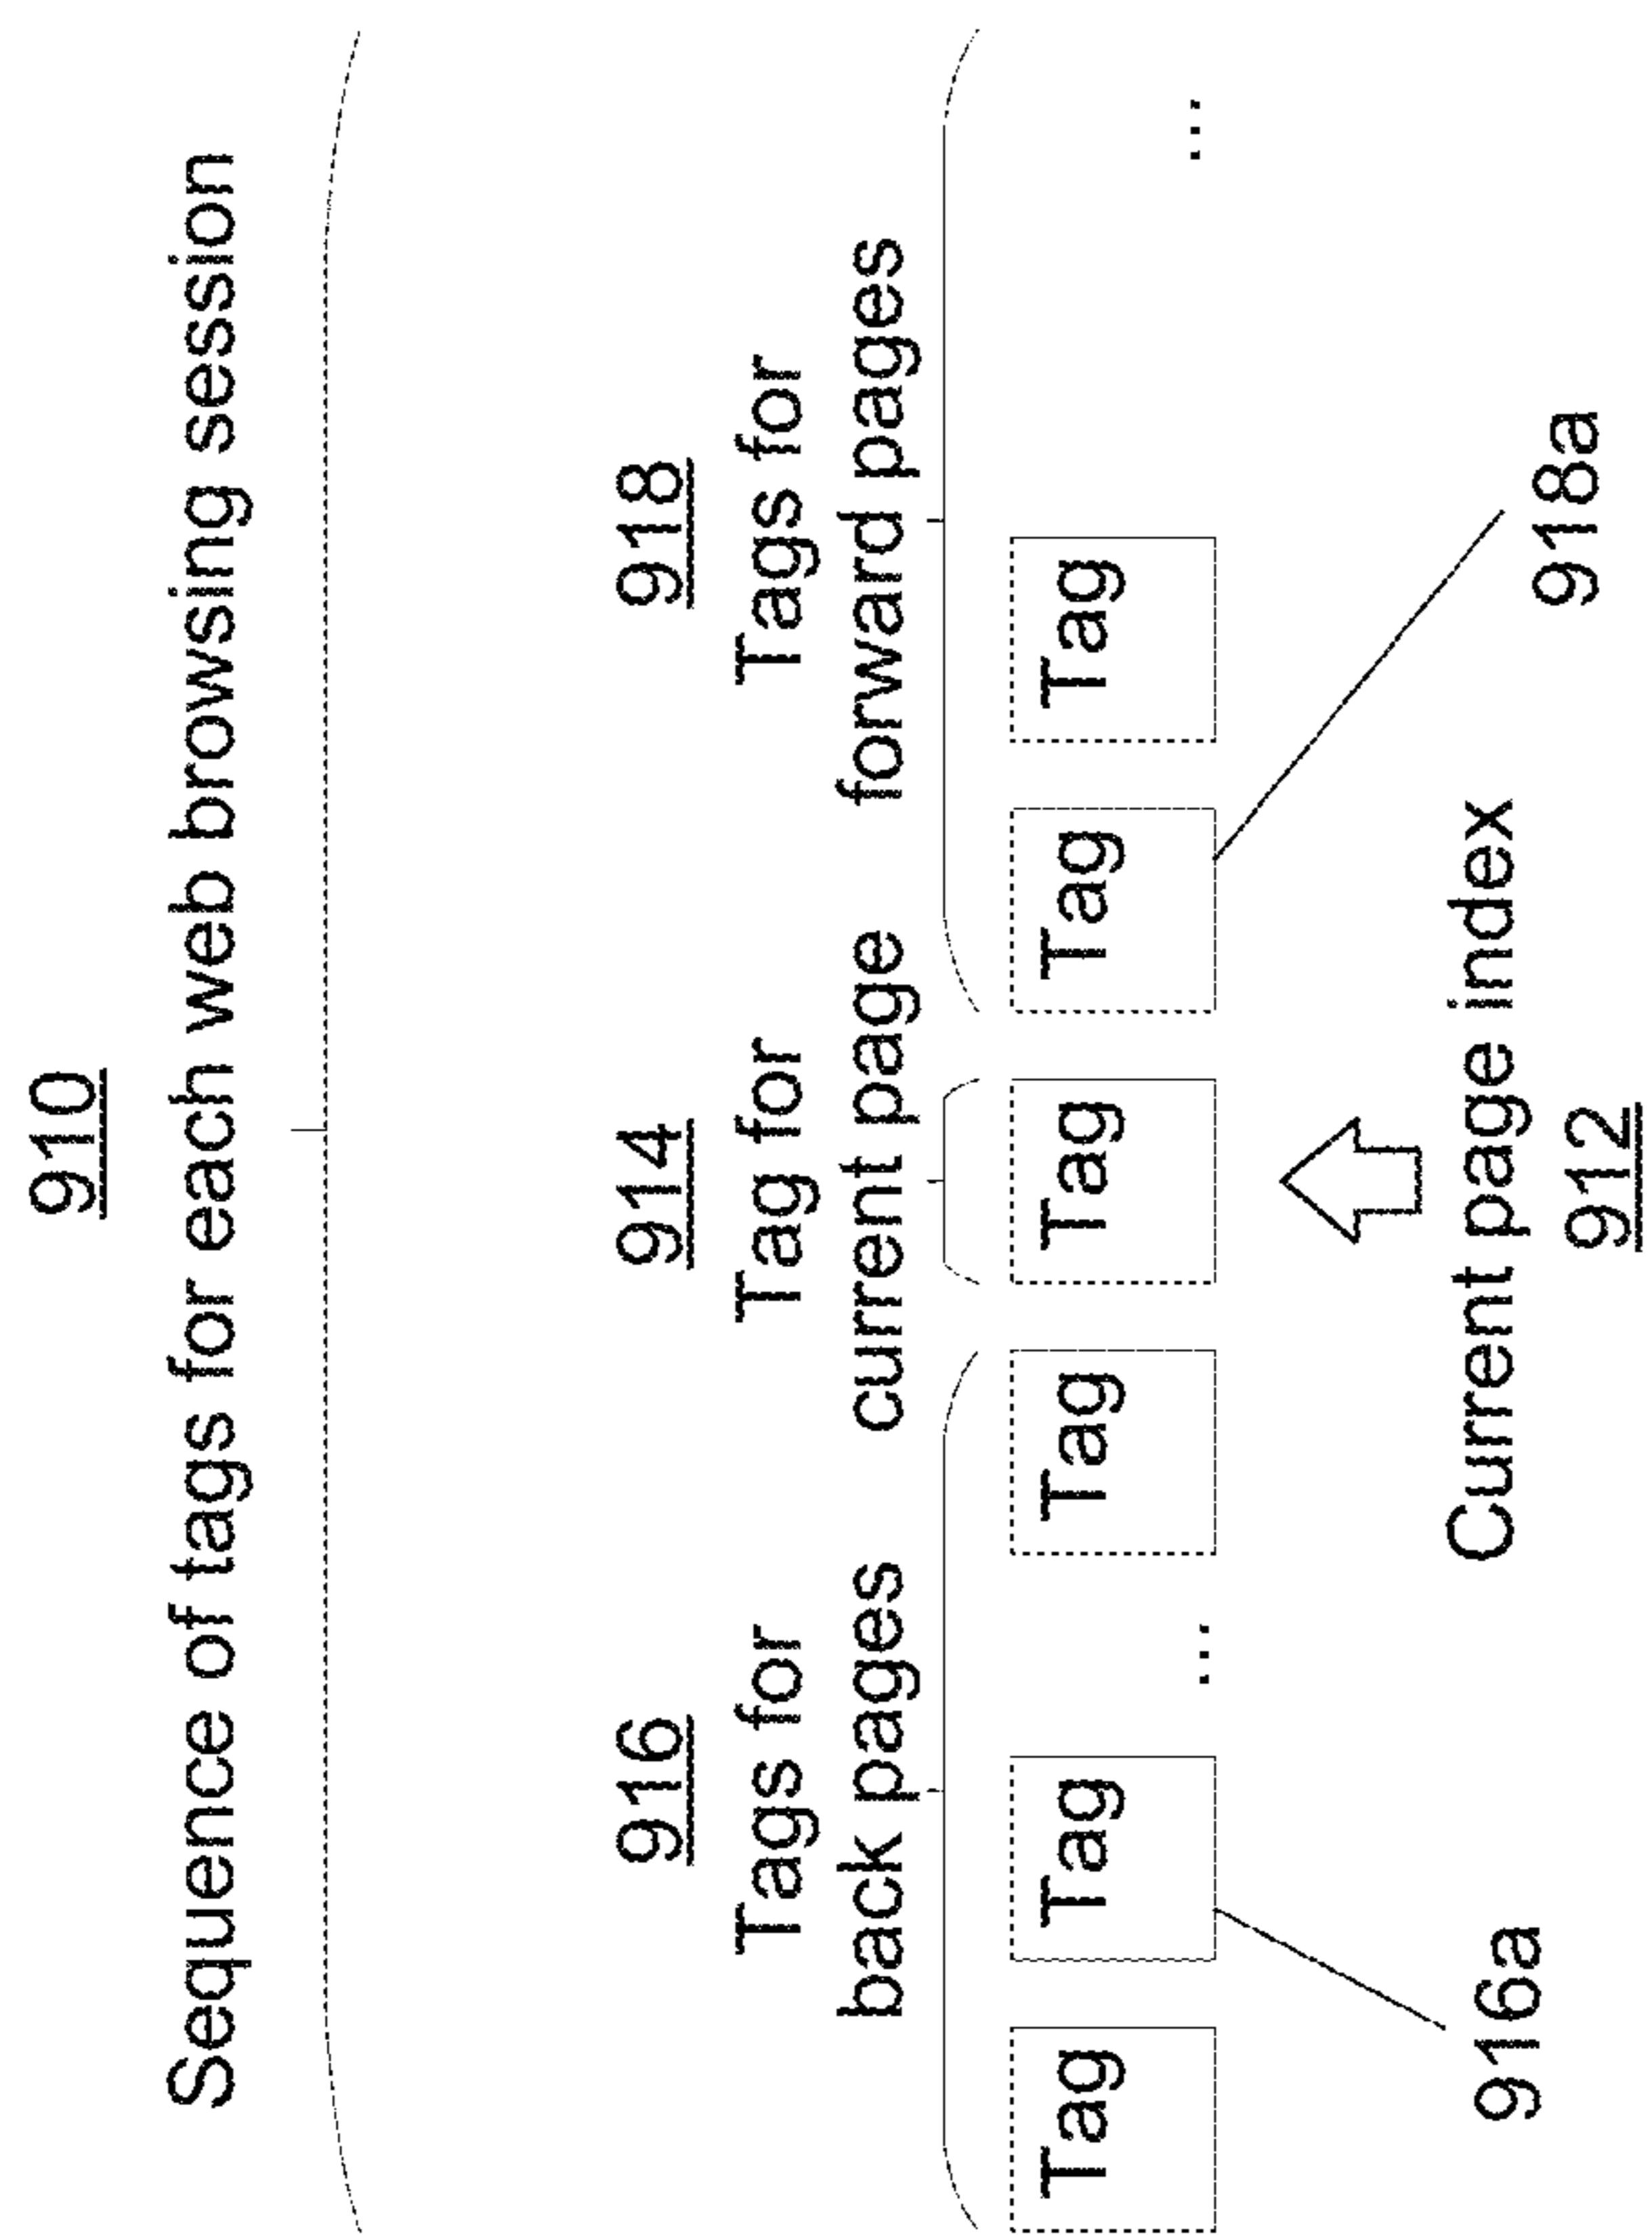 910
Sequence of tags for each web browsing session
916 914 918
Tags for Tag for Tags for
back pages current page forward pages
Tag Tag ... Tag Tag Tag Tag ...
916a Current page index 918a
912